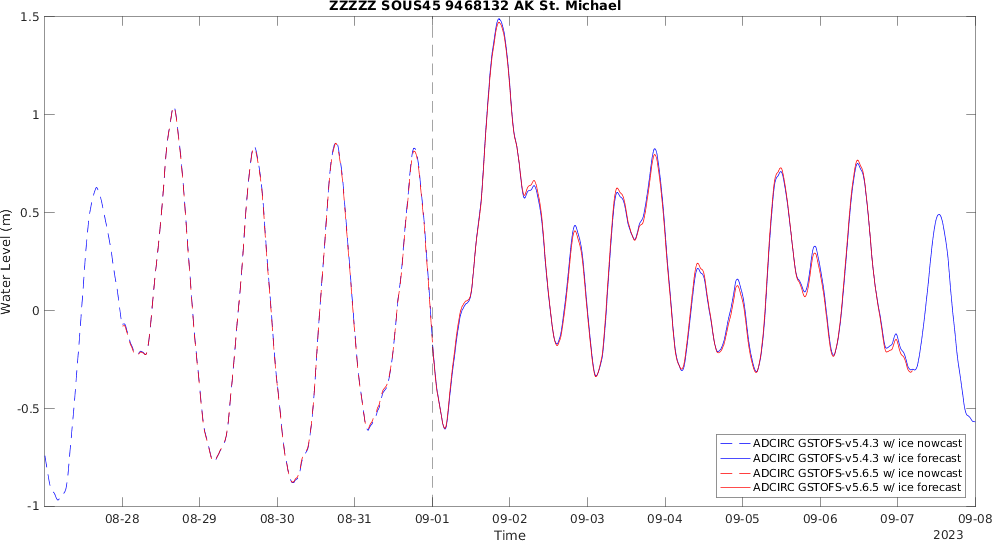 ZZZZZ SOUS45 9468132 AK St. Michael
1.5
1
0.5
0
-0.5
-1
Water Level (m)
08-28
08-29
08-30
08-31
09-01
09-02
09-03
09-04
09-05
09-06
09-07
09-08
2023
Time
ADCIRC GSTOFS-v5.4.3 w/ ice nowcast
ADCIRC GSTOFS-v5.4.3 w/ ice forecast
ADCIRC GSTOFS-v5.6.5 w/ ice nowcast
ADCIRC GSTOFS-v5.6.5 w/ ice forecast